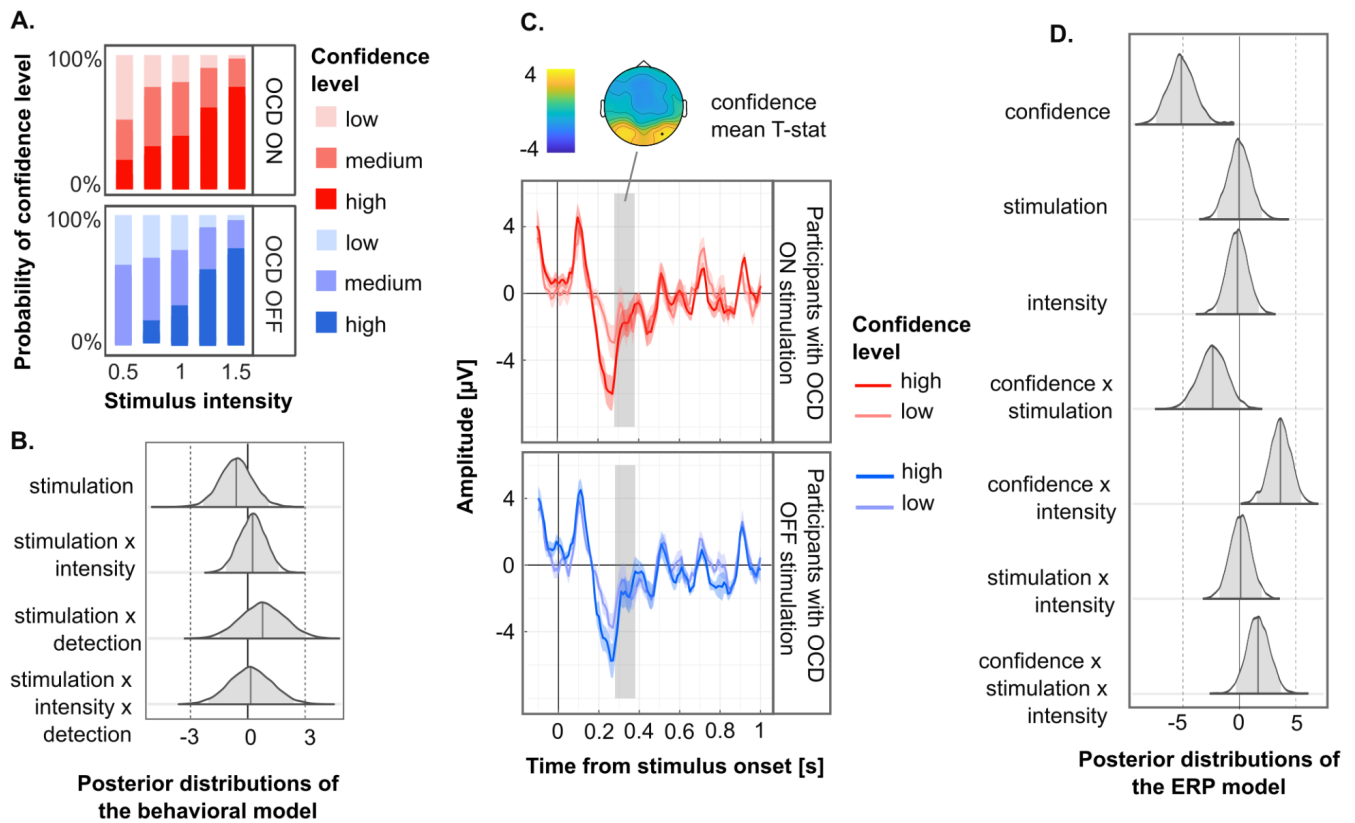 A.
Probability of confidence level
100%
0%
OCD ON
100%
0%
OCD OFF
0.5
1
1.5
Stimulus intensity
Confidence
level
low
medium
high
low
medium
high
B.
stimulation
stimulation x
intensity
stimulation x
detection
stimulation x
intensity x
detection
-3
0
3
Posterior distributions of
the behavioral model
C.
4
-4
confidence
mean T-stat
Amplitude [µV]
4
0
-4
Participants with OCD
ON stimulation
4
0
-4
Participants with OCD
OFF stimulation
0
0.2
0.4
0.6
0.8
1
Time from stimulus onset [s]
Confidence
level
high
low
high
low
D.
confidence
stimulation
intensity
confidence x
stimulation
confidence x
intensity
stimulation x
intensity
confidence x
stimulation x
intensity
-5
0
5
Posterior distributions of
the ERP model